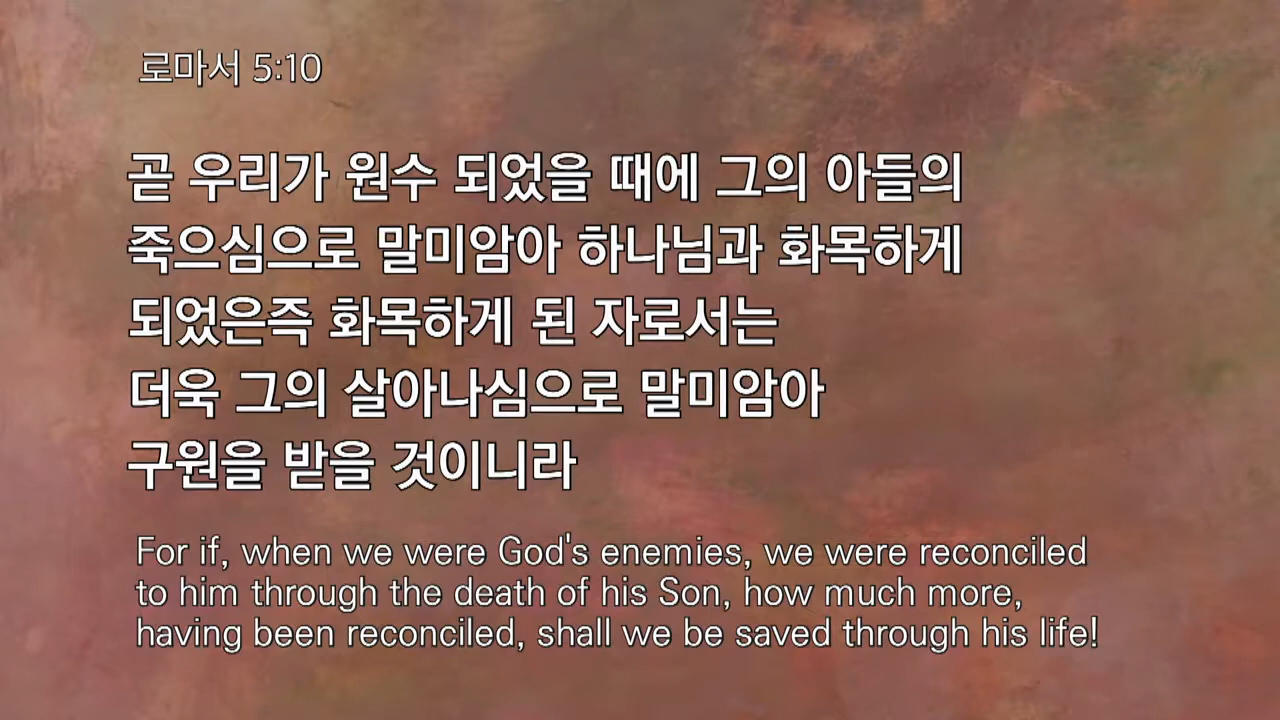 로마서 5:10
곧 우리가 원수 되었을 때에 그의 아들의
죽으심으로 말미암아 하나님과 화목하게
되었은즉 화목하게 된 자로서는
더욱 그의 살아나심으로 말미암아
구원을 받을 것이니라
For if, when we were God's enemies, we were reconciled
to him through the death of his Son, how much more,
having been reconciled, shall we be saved through his life!